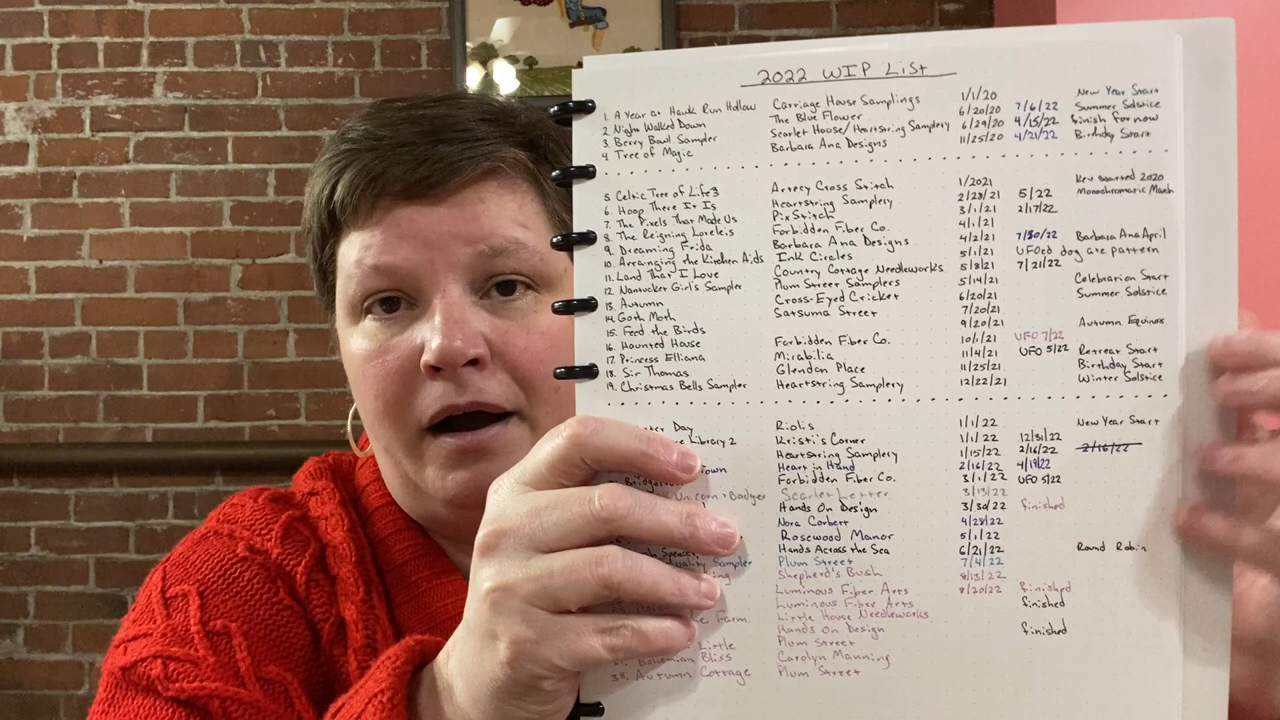 2022 WIP List
1. A Year at Hawk Run Hollow Carriage House Samplings 1/1/20 New Year Start
2. Night Walked Down The Blue Flower 6/20/20 7/6/22 Summer Solstice
3. Berry Bowl Sampler Scarlet House/Heartstring Samplery 6/29/20 4/15/22 finish for now
4. Tree of Magic Barbara Ana Designs 11/25/20 4/21/22 Birthday Start
5. Celtic Tree of Life3 Artecy Cross Stitch 1/2021 Kev started 2020
6. Hoop There It Is Heartstring Samplery 2/28/21 5/22 Monochromatic March
7. The Pixels That Made Us PixStitch 3/1/21 2/17/22
8. The Reigning Loreleis Forbidden Fiber Co. 4/1/21
9. Dreaming Frida Barbara Ana Designs 4/2/21 7/30/22 Barbara Ana April
10. Arranging the Kitchen Aids Ink Circles 5/1/21 UFOed dog ate pattern
11. Land That I Love Country Cottage Needleworks 5/8/21 7/21/22
12. Nantucket Girl's Sampler Plum Street Samplers 5/14/21 Celebration Start
13. Autumn Cross-Eyed Cricket 6/20/21 Summer Solstice
14. Goth Moth Satsuma Street 7/20/21
15. Feed the Birds 9/20/21 Autumn Equinox
16. Haunted House Forbidden Fiber Co. 10/1/21 UFO 7/22
17. Princess Elliana Mirabilia 11/4/21 UFO 5/22 Retreat Start
18. Sir Thomas Glendon Place 11/25/21 Birthday Start
19. Christmas Bells Sampler Heartstring Samplery 12/22/21 Winter Solstice
Day Riolis 1/1/22 New Year Start
Library 2 Kristi's Corner 1/1/22 12/31/22
Heartstring Samplery 1/15/22 2/16/22 2/16/22
Heart in Hand 2/16/22 4/19/22
Forbidden Fiber Co. 3/1/22 UFO 5/22
Unicorn + Badger Scarlet Letter 3/13/22
Hands On Design 3/30/22 finished
Nora Corbett 4/28/22
Rosewood Manor 5/1/22
Hands Across the Sea 6/21/22 Round Robin
Sampler Plum Street 7/4/22
Shepherd's Bush 8/13/22
Luminous Fiber Arts 8/20/22 finished
Luminous Fiber Arts finished
Farm Little House Needleworks
Hands On Design finished
Little Plum Street
Bohemian Bliss Carolyn Manning
38. Autumn Cottage Plum Street